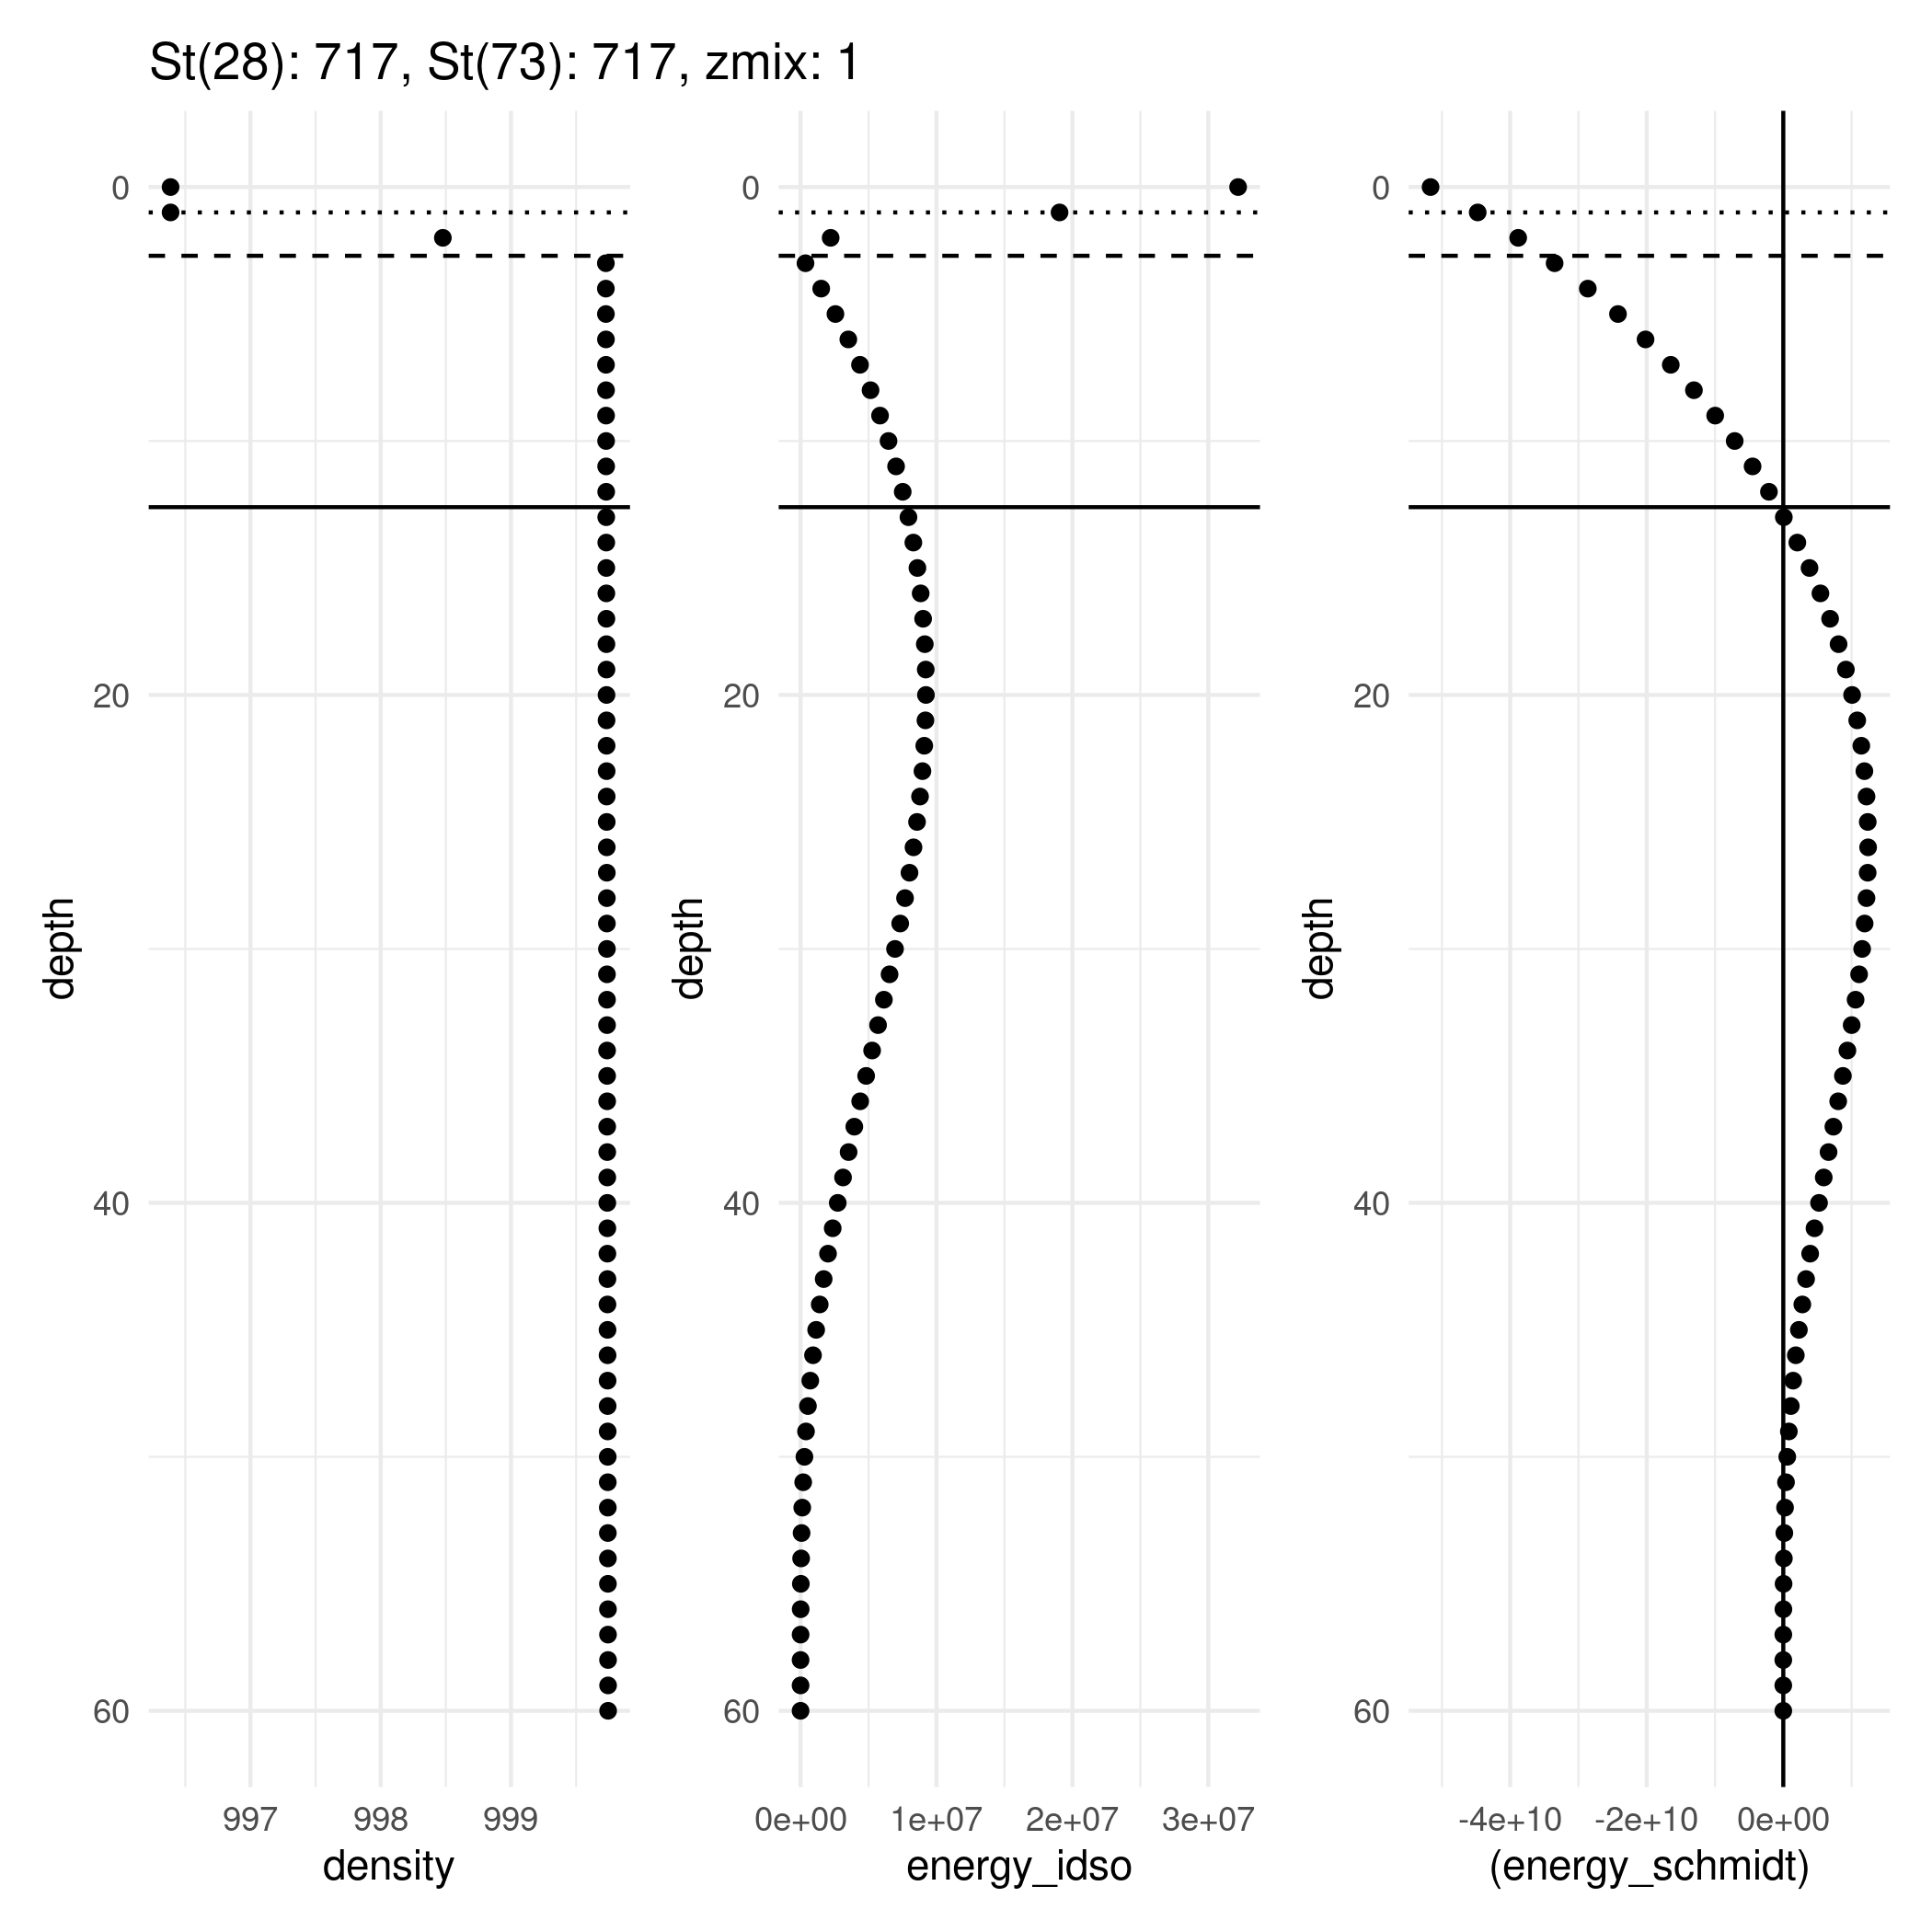 St(28): 717, St(73): 717, zmix: 1
0
20
40
60
depth
997
998
999
density
0
20
40
60
depth
0e+00
1e+07
2e+07
3e+07
energy_idso
0
20
40
60
depth
-4e+10
-2e+10
0e+00
(energy_schmidt)